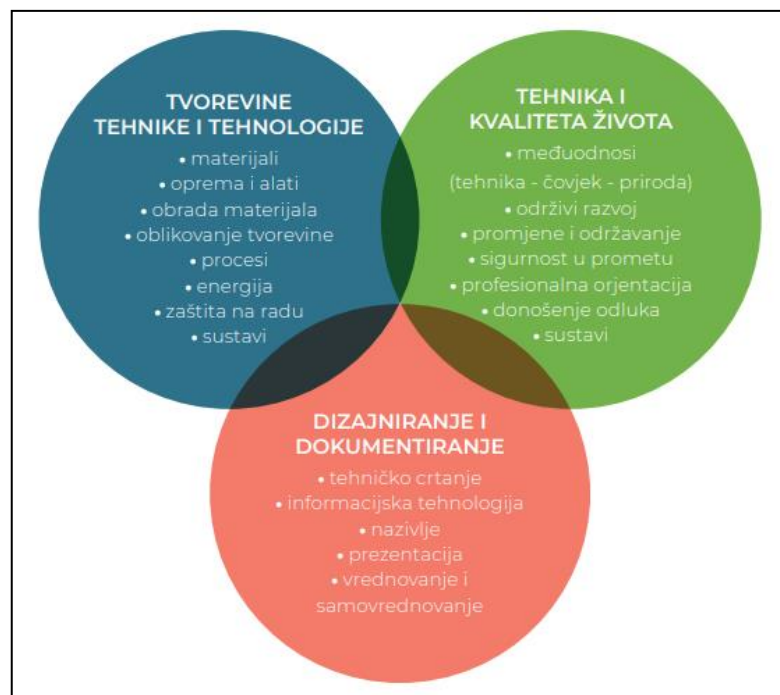 TVOREVINE
TEHNIKE I TEHNOLOGIJE
• materijali
• oprema i alati
• obrada materijala
• oblikovanje tvorevine
• procesi
• energija
• zaštita na radu
• sustavi
TEHNIKA I
KVALITETA ŽIVOTA
• međuodnosi
(tehnika - čovjek - priroda)
• održivi razvoj
• promjene i održavanje
• sigurnost u prometu
• profesionalna orjentacija
• donošenje odluka
• sustavi
DIZAJNIRANJE I
DOKUMENTIRANJE
• tehničko crtanje
• informacijska tehnologija
• nazivlje
• prezentacija
• vrednovanje i
samovrednovanje